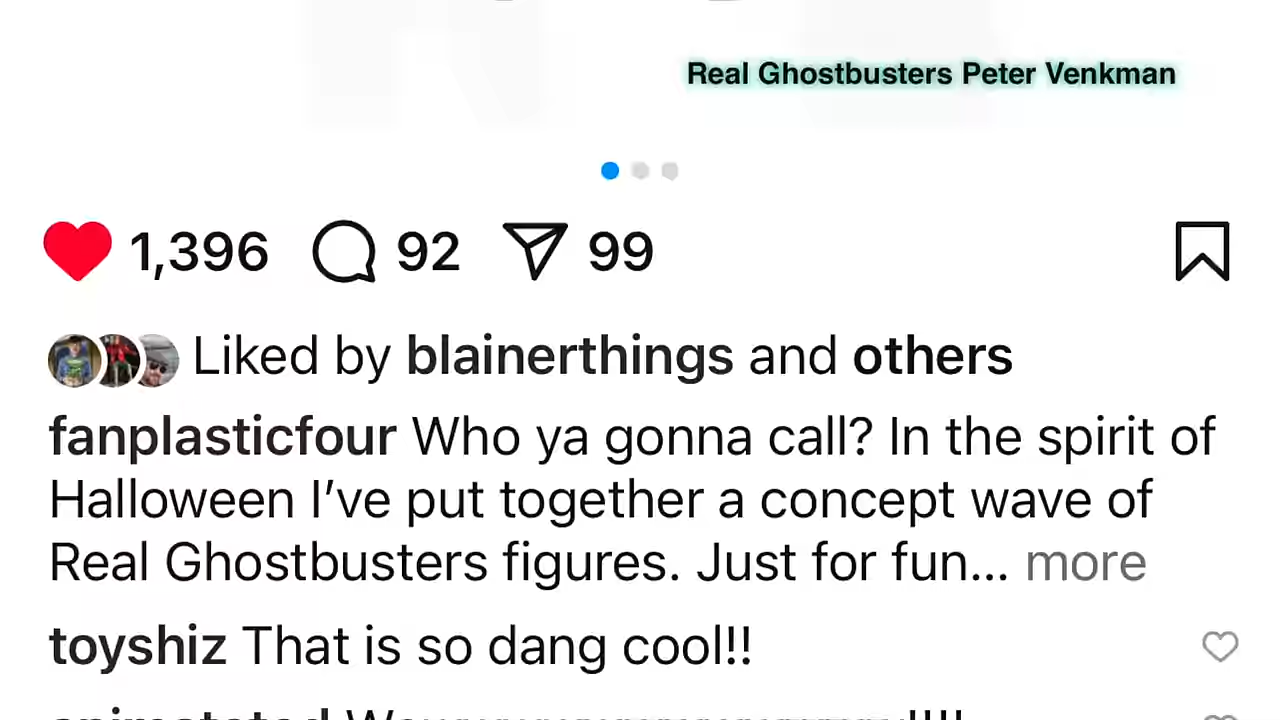 Real Ghostbusters Peter Venkman
1,396 92 99
Liked by blainerthings and others
fanplasticfour Who ya gonna call? In the spirit of
Halloween I’ve put together a concept wave of
Real Ghostbusters figures. Just for fun... more
toyshiz That is so dang cool!!